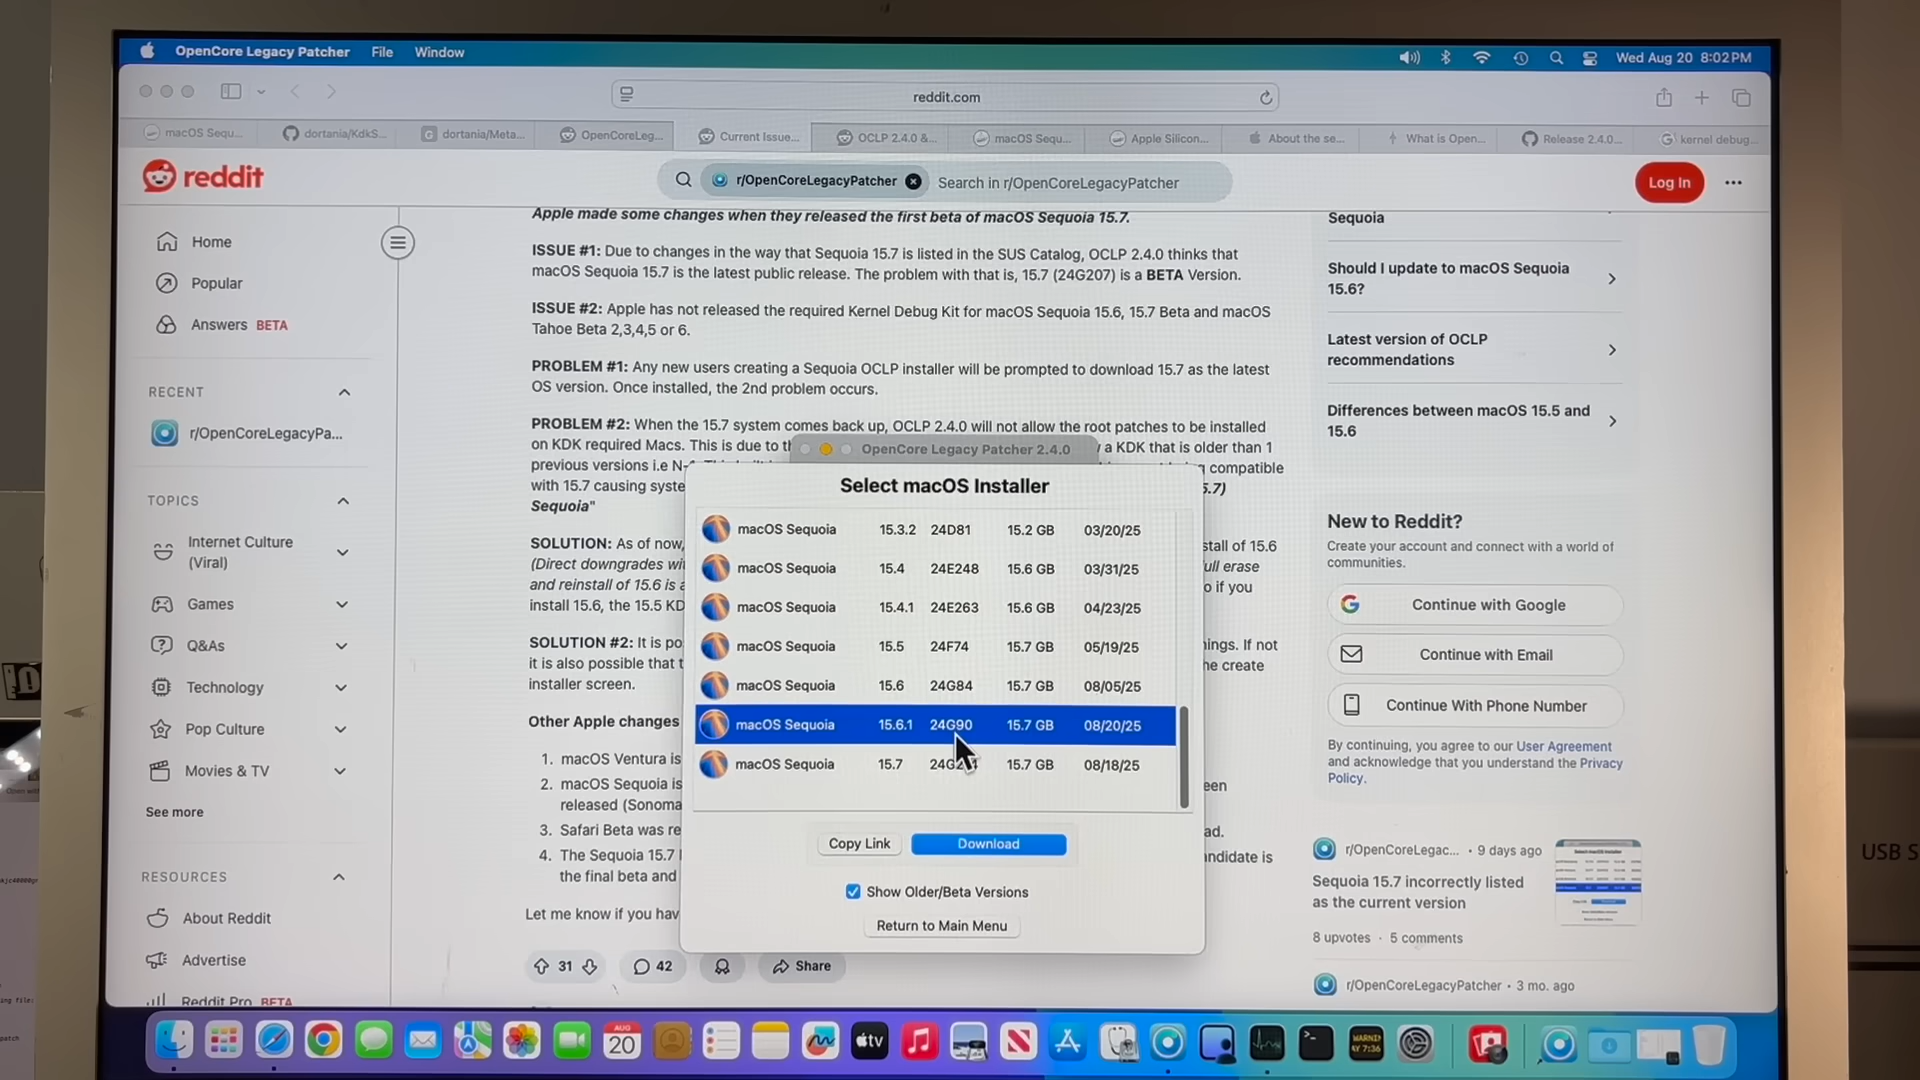 OpenCore Legacy Patcher File Window
Wed Aug 20 8:02 PM
reddit.com
macOS Sequ... dortania/KdkS... dortania/Meta... OpenCoreLeg... Current Issue... OCLP 2.4.0 &... macOS Sequ... Apple Silicon... About the se... What is Open... Release 2.4.0... kernel debug...
reddit
r/OpenCoreLegacyPatcher Search in r/OpenCoreLegacyPatcher
Log In
Home
Popular
Answers BETA
RECENT
r/OpenCoreLegacyPa...
TOPICS
Internet Culture
(Viral)
Games
Q&As
Technology
Pop Culture
Movies & TV
See more
RESOURCES
About Reddit
Advertise
Reddit Pro BETA
Apple made some changes when they released the first beta of macOS Sequoia 15.7.
ISSUE #1: Due to changes in the way that Sequoia 15.7 is listed in the SUS Catalog, OCLP 2.4.0 thinks that
macOS Sequoia 15.7 is the latest public release. The problem with that is, 15.7 (24G207) is a BETA Version.
ISSUE #2: Apple has not released the required Kernel Debug Kit for macOS Sequoia 15.6, 15.7 Beta and macOS
Tahoe Beta 2,3,4,5 or 6.
PROBLEM #1: Any new users creating a Sequoia OCLP installer will be prompted to download 15.7 as the latest
OS version. Once installed, the 2nd problem occurs.
PROBLEM #2: When the 15.7 system comes back up, OCLP 2.4.0 will not allow the root patches to be installed
on KDK required Macs. This is due to th a KDK that is older than 1
previous versions i.e compatible
with 15.7 causing syste 5.7)
Sequoia"
SOLUTION: As of now, stall of 15.6
(Direct downgrades wi ull erase
and reinstall of 15.6 is a o if you
install 15.6, the 15.5 KD
SOLUTION #2: It is po nings. If not
it is also possible that t he create
installer screen.
Other Apple changes
1. macOS Ventura is
2. macOS Sequoia is een
released (Sonoma
3. Safari Beta was re ad.
4. The Sequoia 15.7 andidate is
the final beta and
Let me know if you hav
31 42 Share
OpenCore Legacy Patcher 2.4.0
Select macOS Installer
macOS Sequoia 15.3.2 24D81 15.2 GB 03/20/25
macOS Sequoia 15.4 24E248 15.6 GB 03/31/25
macOS Sequoia 15.4.1 24E263 15.6 GB 04/23/25
macOS Sequoia 15.5 24F74 15.7 GB 05/19/25
macOS Sequoia 15.6 24G84 15.7 GB 08/05/25
macOS Sequoia 15.6.1 24G90 15.7 GB 08/20/25
macOS Sequoia 15.7 15.7 GB 08/18/25
Copy Link Download
Show Older/Beta Versions
Return to Main Menu
Sequoia
Should I update to macOS Sequoia
15.6?
Latest version of OCLP
recommendations
Differences between macOS 15.5 and
15.6
New to Reddit?
Create your account and connect with a world of
communities.
Continue with Google
Continue with Email
Continue With Phone Number
By continuing, you agree to our User Agreement
and acknowledge that you understand the Privacy
Policy.
r/OpenCoreLegac... • 9 days ago
Sequoia 15.7 incorrectly listed
as the current version
8 upvotes · 5 comments
r/OpenCoreLegacyPatcher • 3 mo. ago
AUG
20
tv
USB S